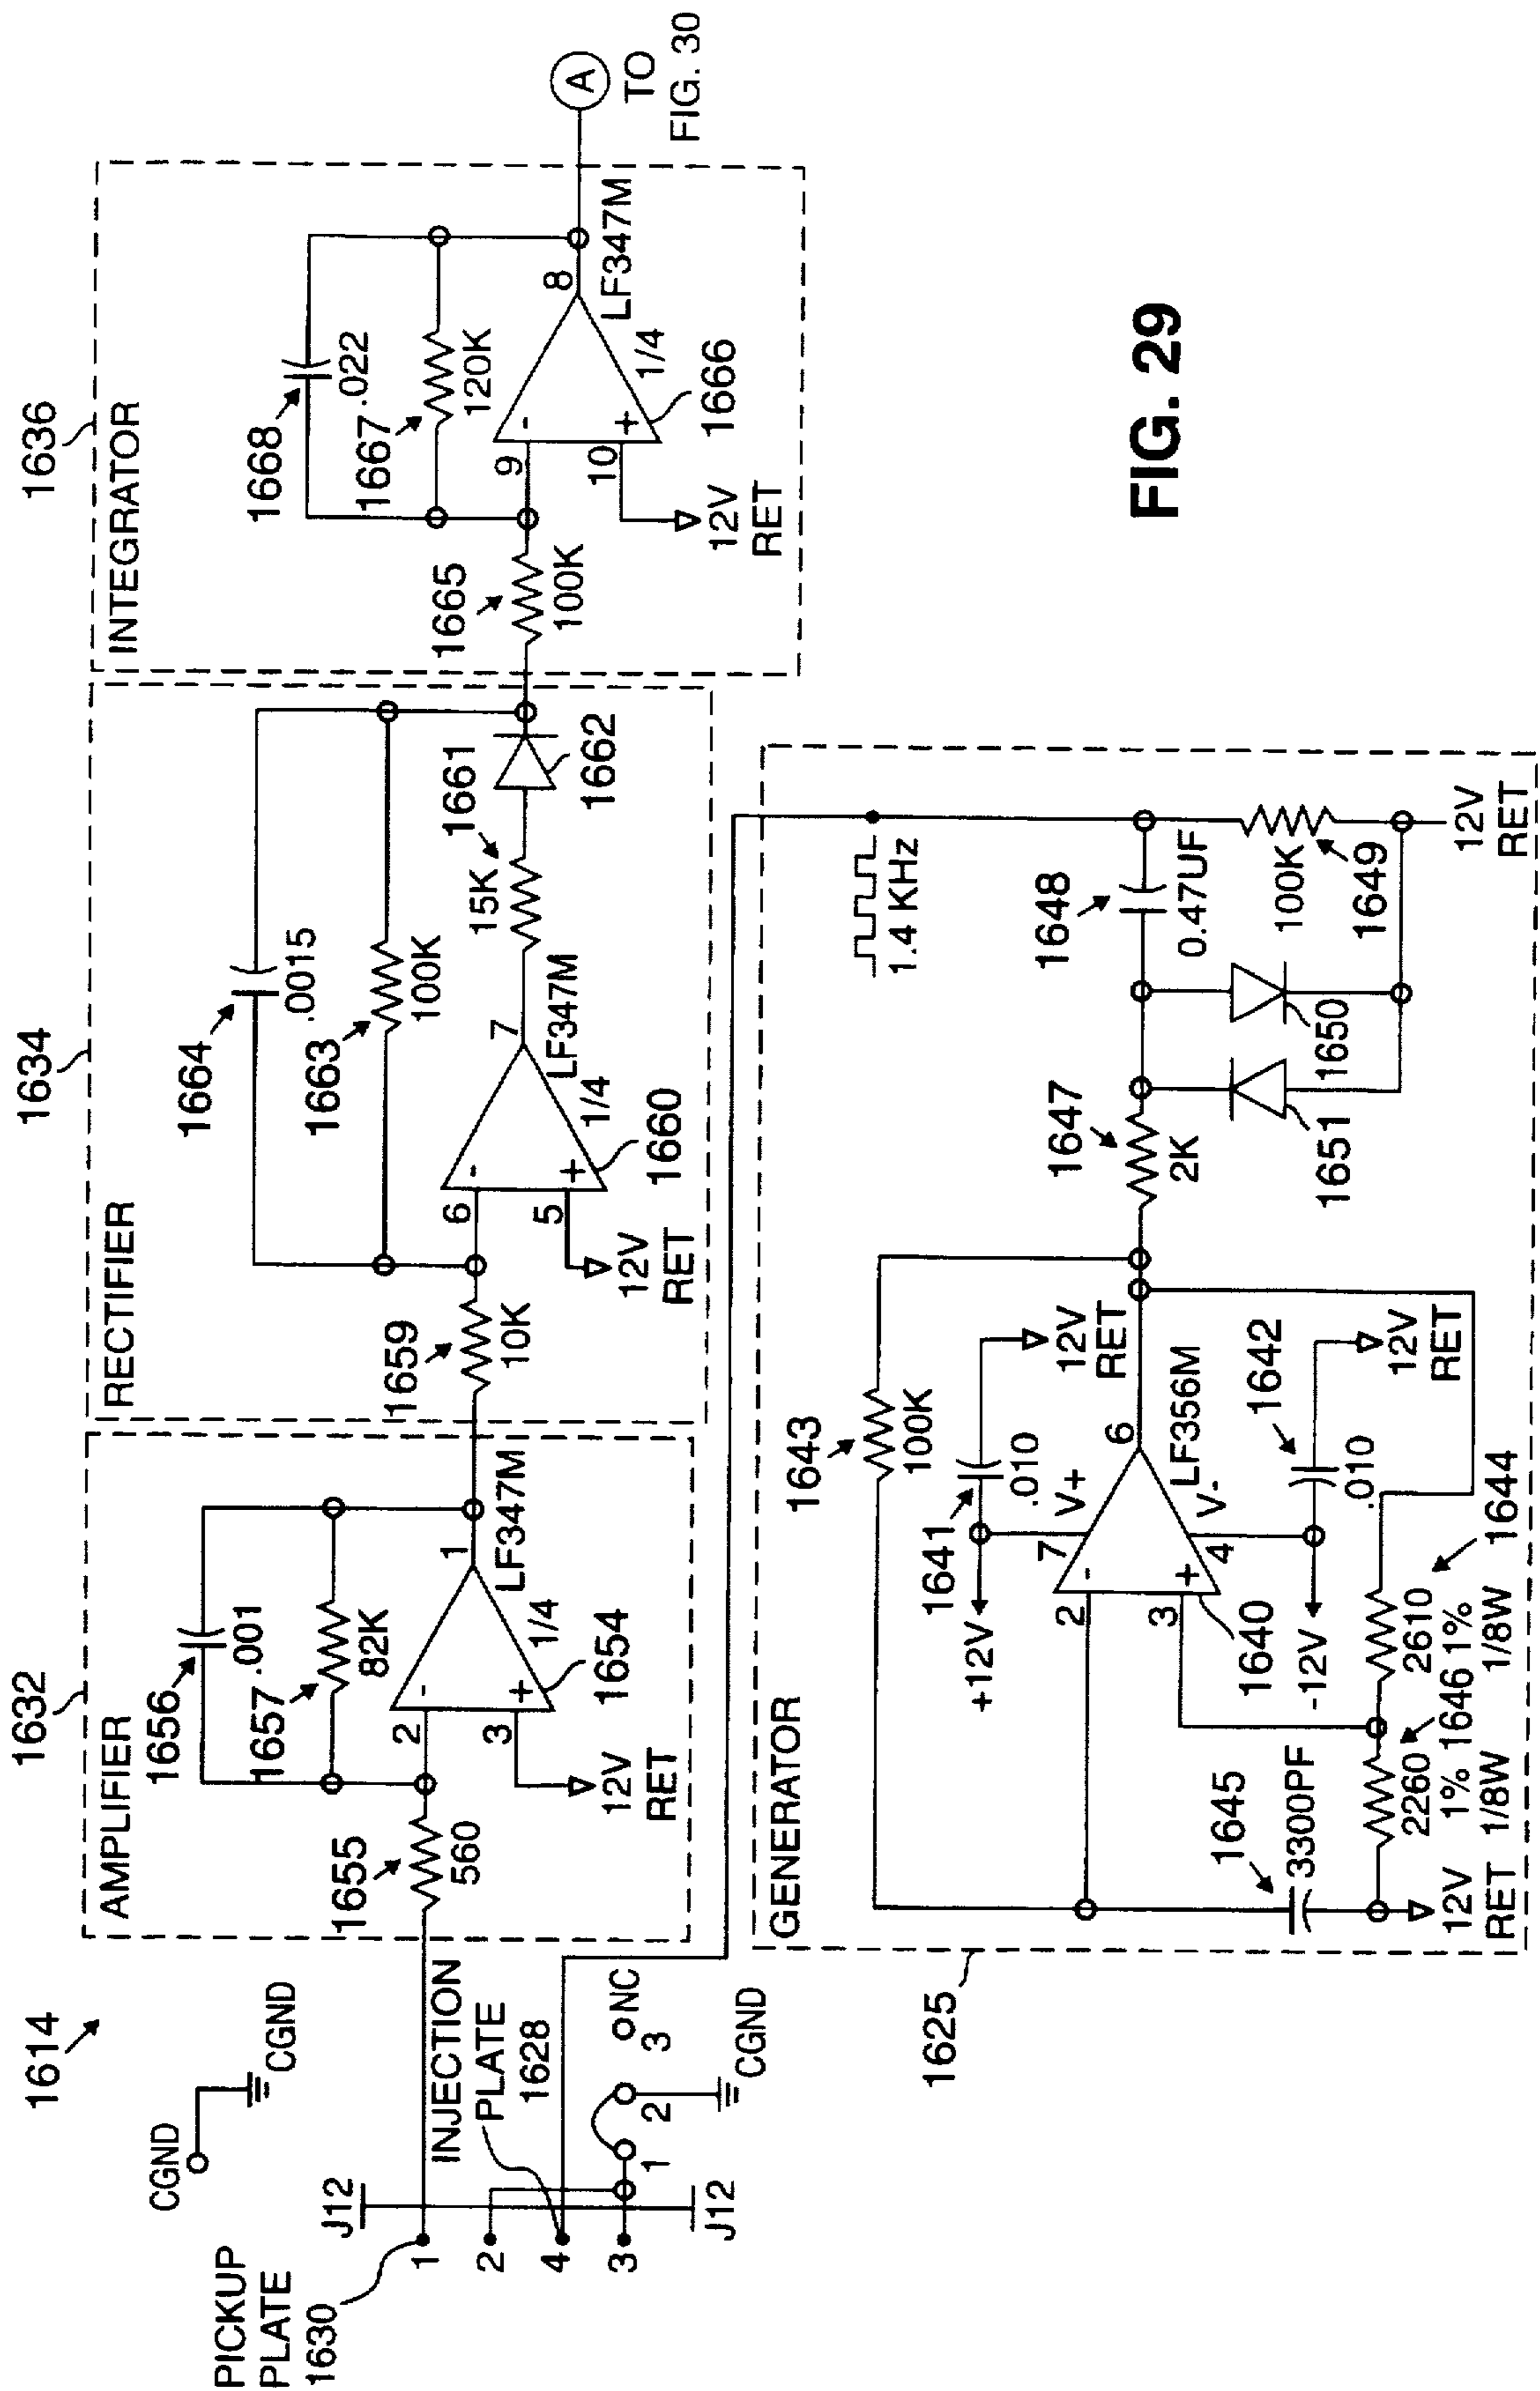 1614
CGND
CGND
PICKUP
PLATE
1630
J12
1
2
4
3
J12
INJECTION
PLATE
1628
1
2
3
NC
CGND
1632
AMPLIFIER
1655
560
1656
.001
1657
82K
2
-
3
+
1
LF347M
1/4
1654
12V
RET
1634
RECTIFIER
1659
10K
1664
.0015
1663
100K
6
-
5
+
7
LF347M
1/4
1660
12V
RET
15K
1661
1662
1636
INTEGRATOR
1665
100K
1668
.022
1667
120K
9
-
10
+
8
LF347M
1/4
1666
12V
RET
A
TO
FIG. 30
1625
GENERATOR
1643
100K
1641
.010
12V
RET
+12V
7
V+
2
-
3
+
6
LF356M
V-
4
1640
-12V
1642
.010
12V
RET
1645
3300PF
2260
1%
1/8W
1646
2610
1%
1/8W
1644
12V
RET
1647
2K
1651
1650
1648
0.47UF
1.4 KHz
100K
1649
12V
RET
FIG. 29